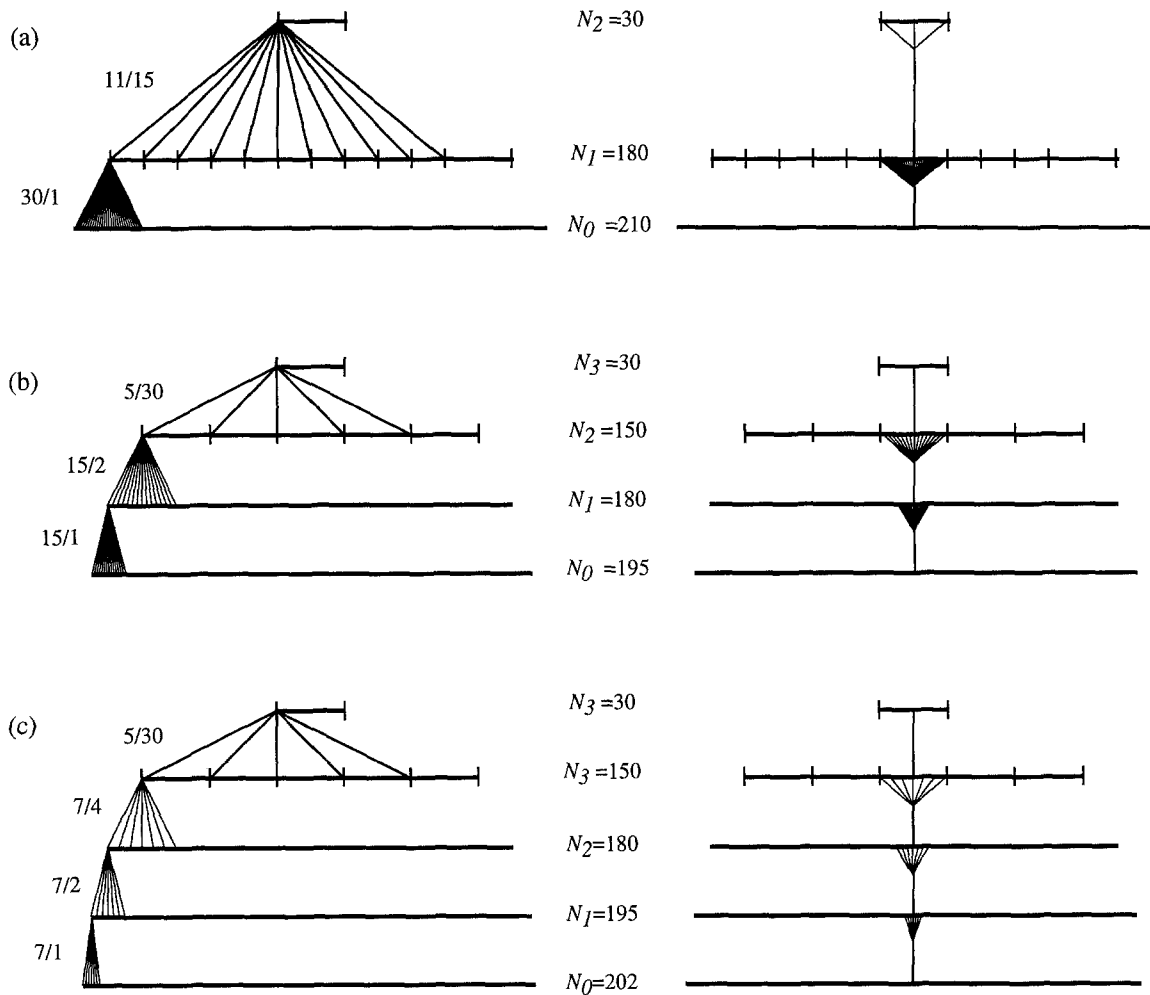 (a)
N2=30
11/15
N1=180
30/1
N0=210
(b)
N3=30
5/30
N2=150
15/2
N1=180
15/1
N0=195
(c)
N3=30
5/30
N3=150
7/4
N2=180
7/2
N1=195
7/1
N0=202